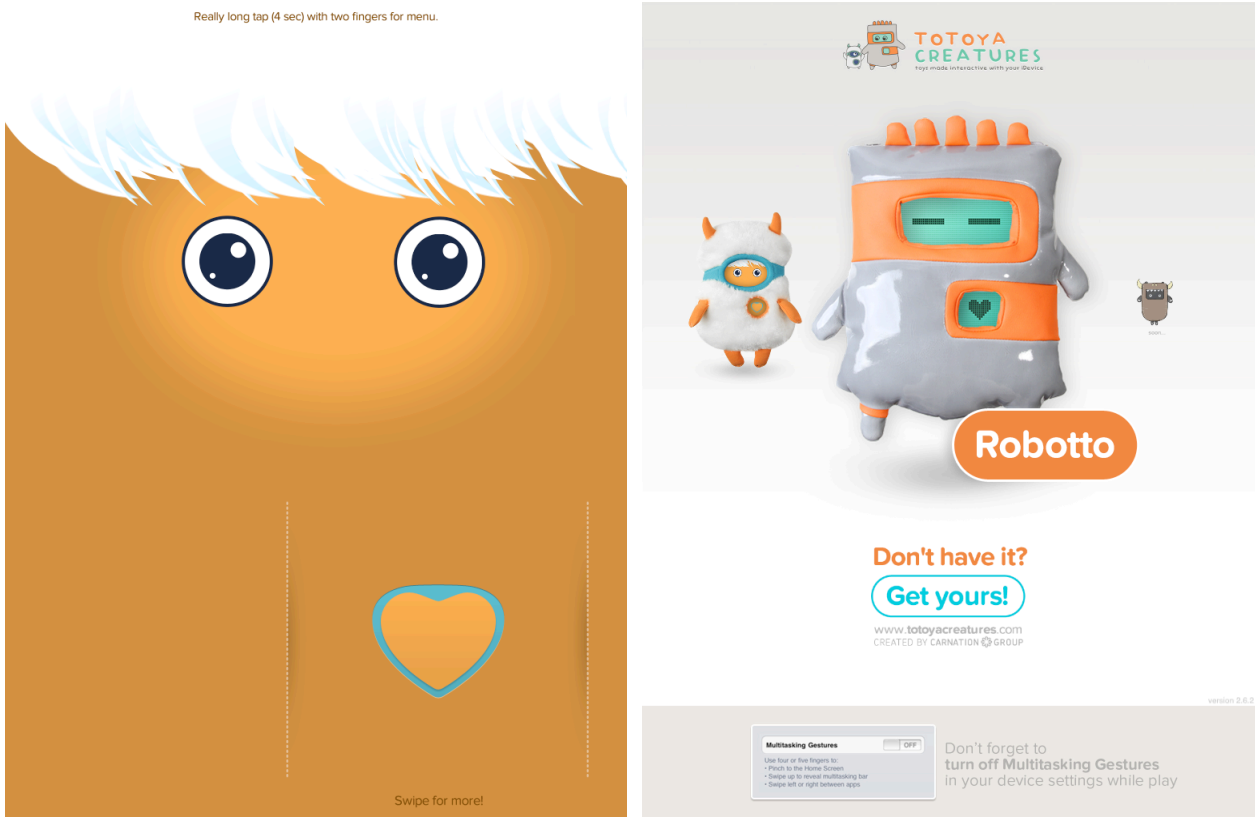 Really long tap (4 sec) with two fingers for menu.
Swipe for more!
TOTOYA
CREATURES
toys made interactive with your iDevice
soon...
Robotto
Don't have it?
Get yours!
www.totoyacreatures.com
CREATED BY CARNATION GROUP
version 2.6.2
Multitasking Gestures
OFF
Use four or five fingers to:
• Pinch to the Home Screen
• Swipe up to reveal multitasking bar
• Swipe left or right between apps
Don't forget to
turn off Multitasking Gestures
in your device settings while play